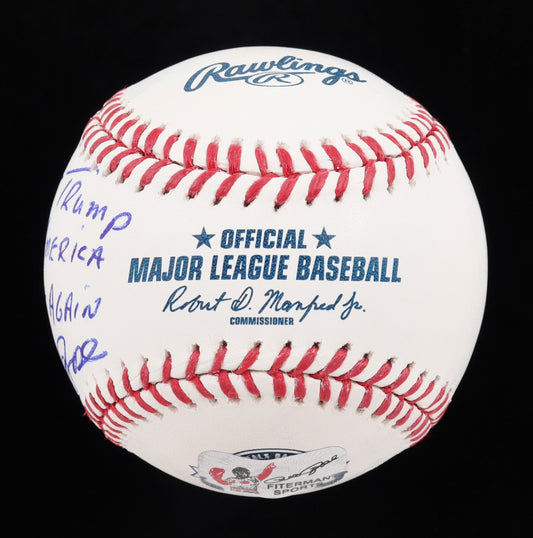 Rawlings
R ®
Trump
MERICA
AGAIN
★ OFFICIAL ★
MAJOR LEAGUE BASEBALL
Robert D. Manfred Jr.
COMMISSIONER
FITERMAN
SPORTS